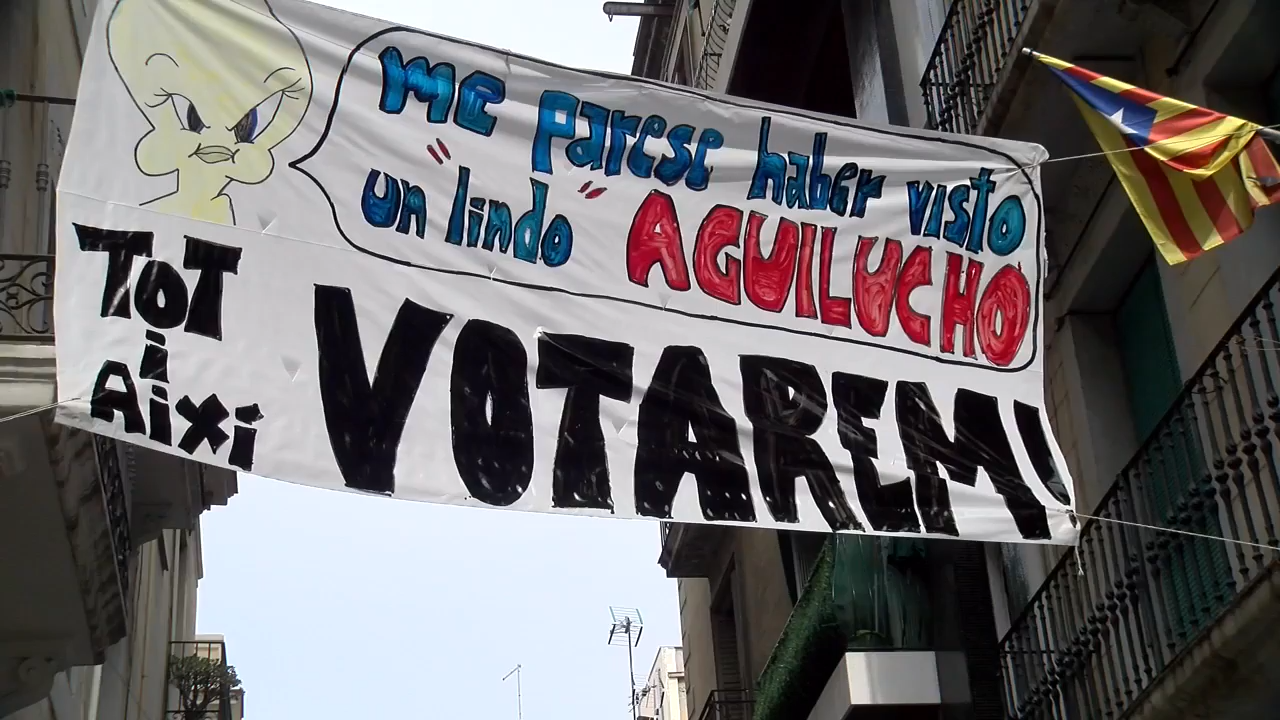 me parese haber visto
un "lindo" AGUILUCHO
TOT
i
Així
VOTAREM!